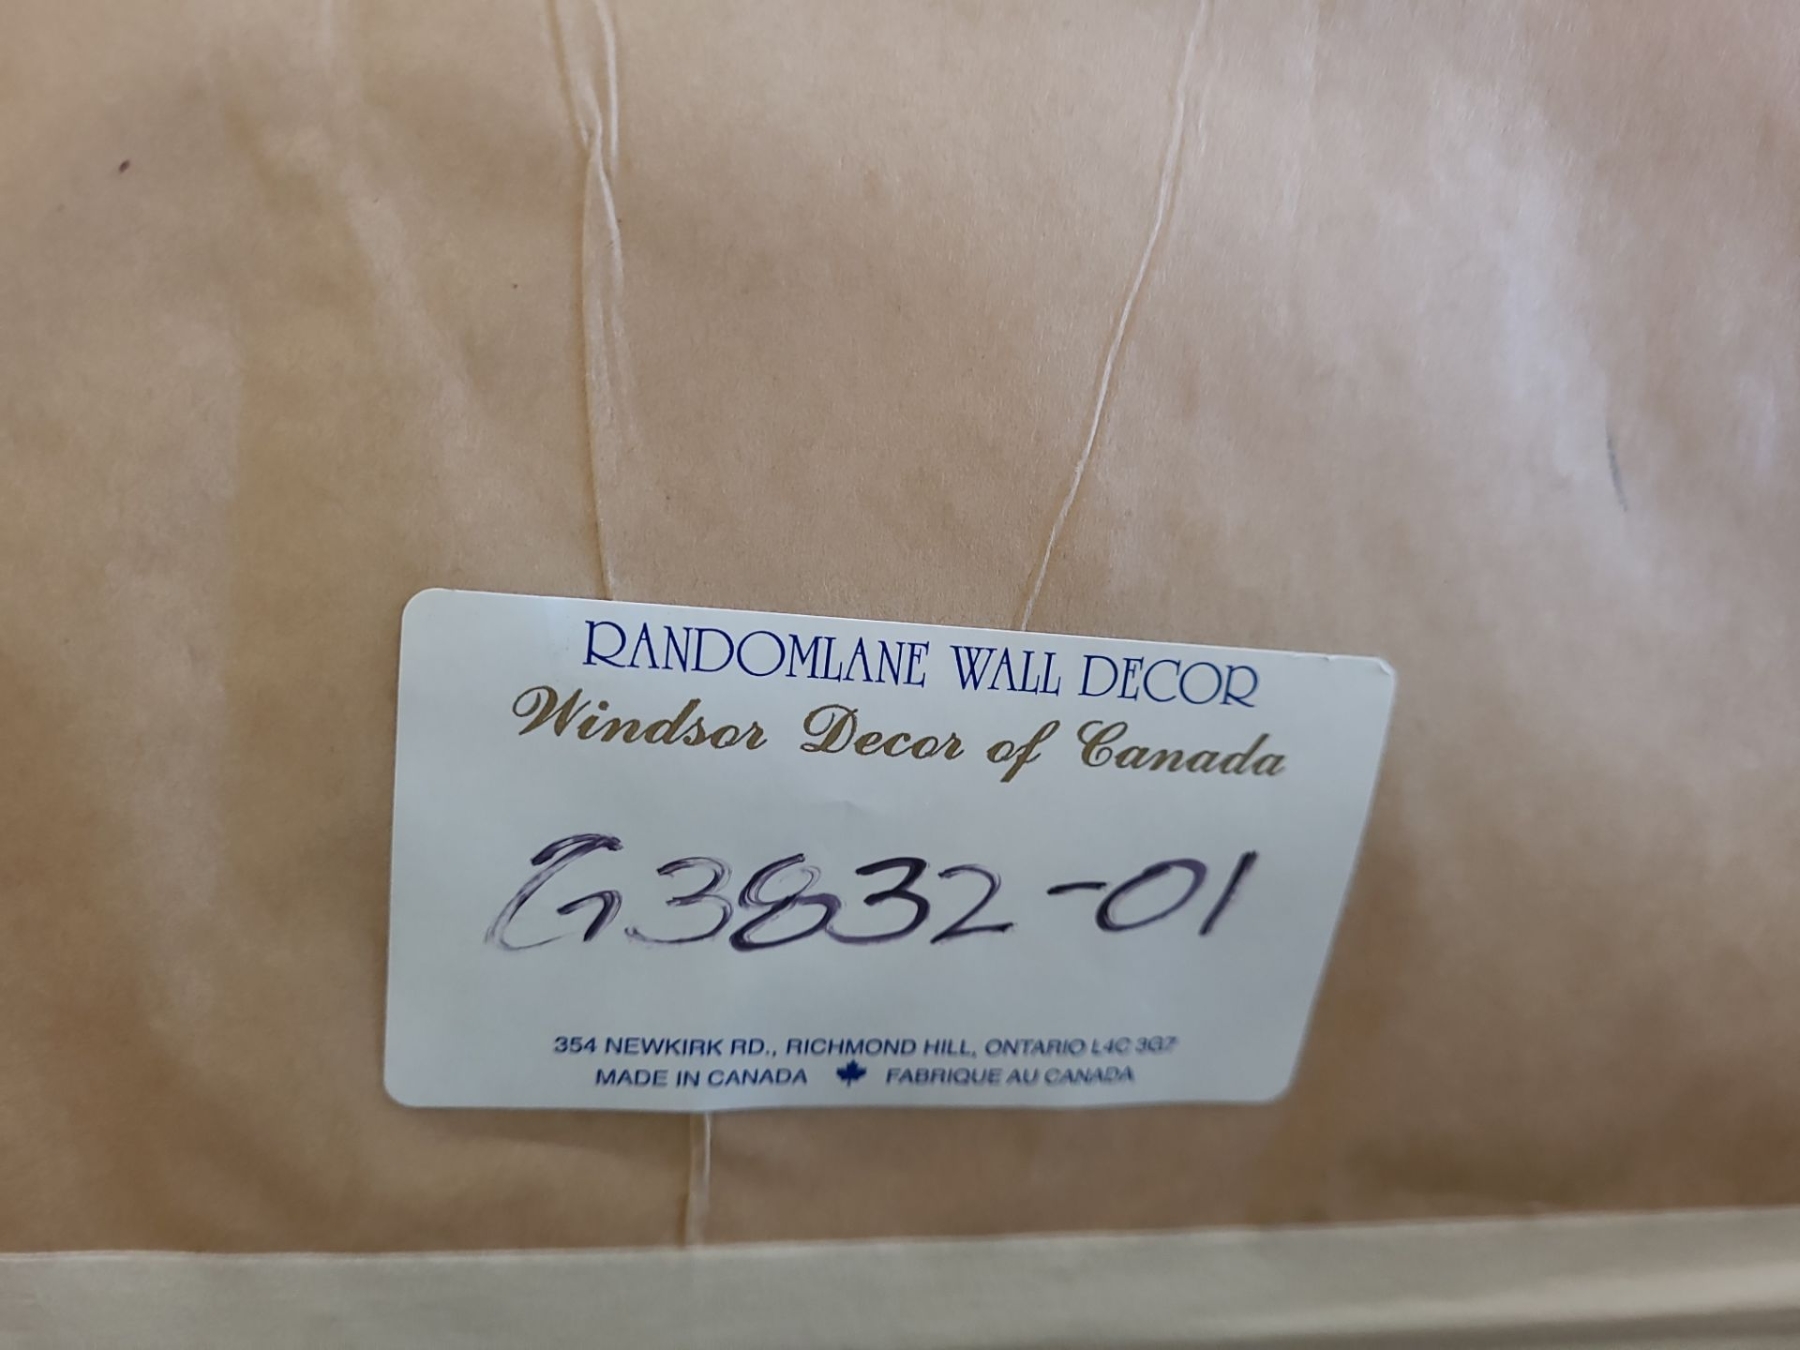 RANDOMLANE WALL DECOR
Windsor Decor of Canada
G3832-01
354 NEWKIRK RD., RICHMOND HILL, ONTARIO L4C 3G7
MADE IN CANADA FABRIQUE AU CANADA